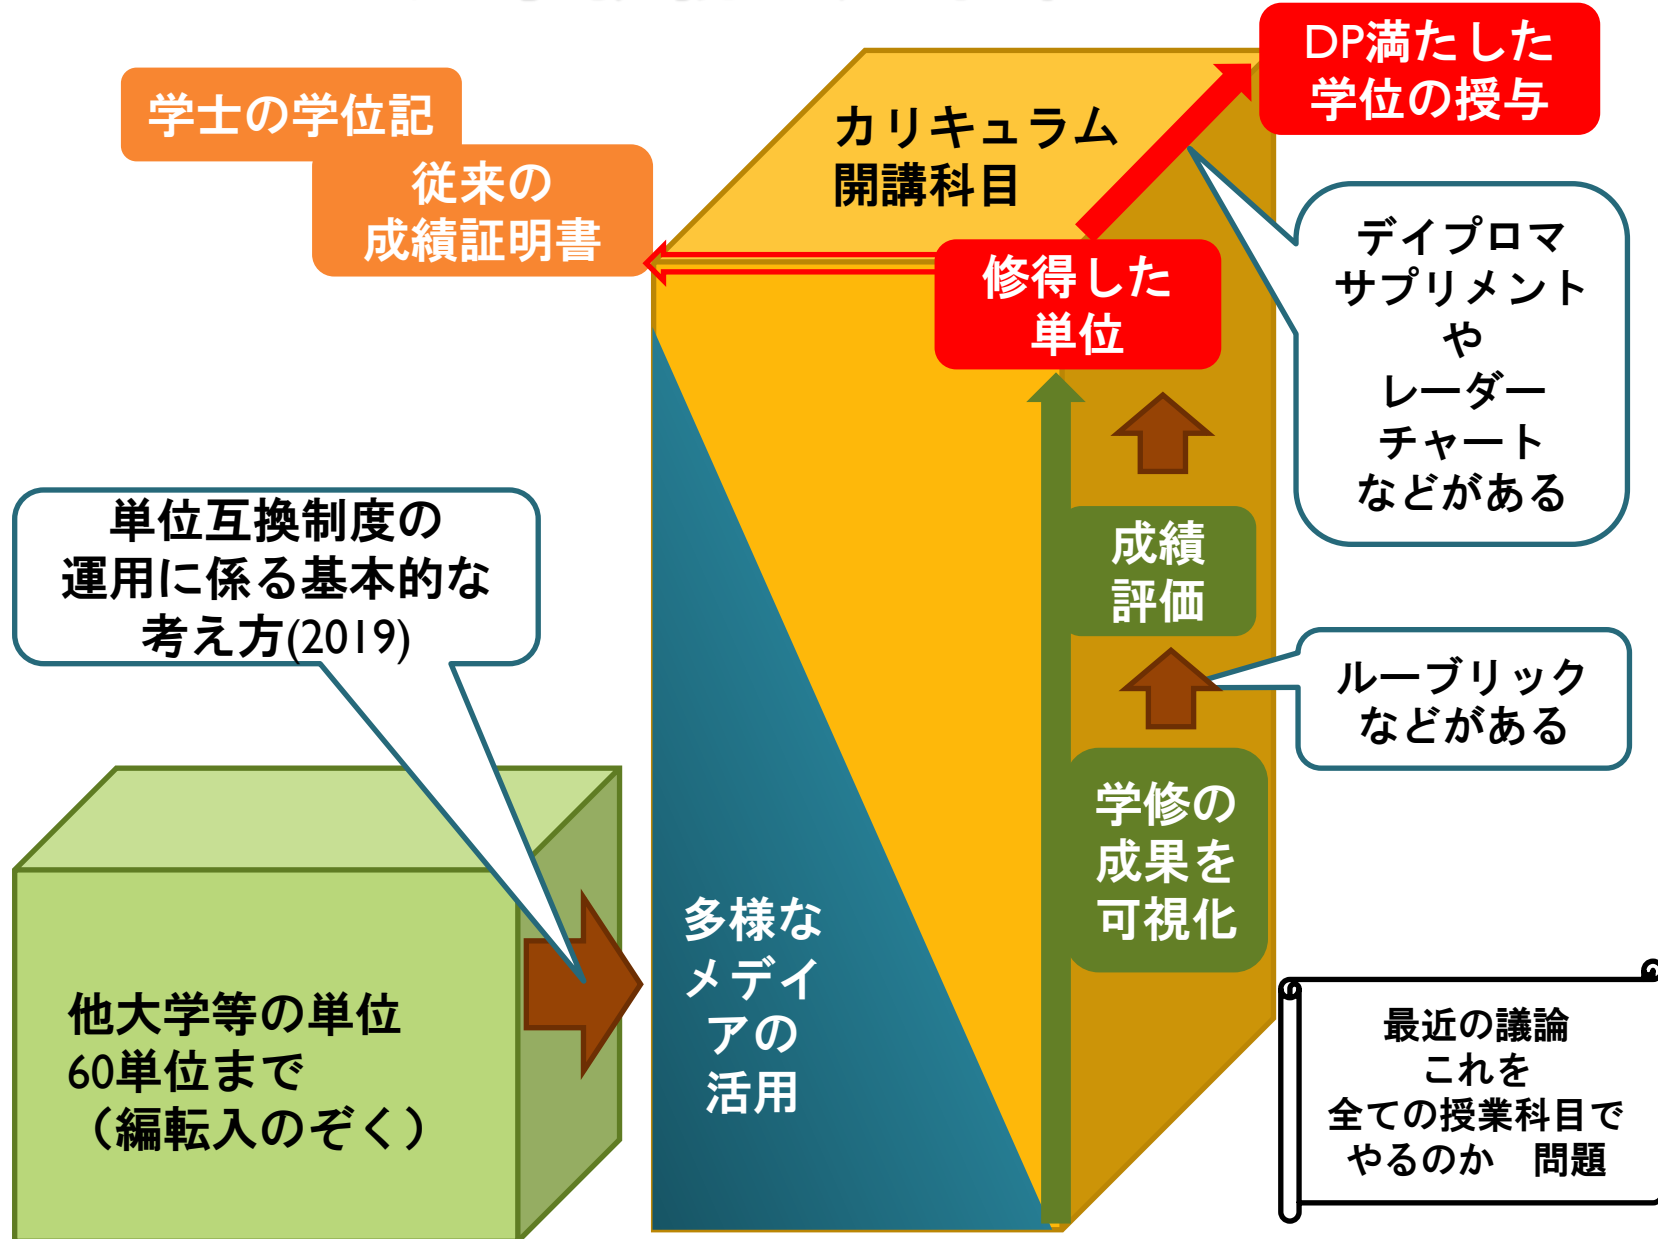 DP満たした
学位の授与
学士の学位記
従来の
成績証明書
カリキュラム
開講科目
修得した
単位
デイプロマ
サプリメント
や
レーダー
チャート
などがある
単位互換制度の
運用に係る基本的な
考え方(2019)
成績
評価
ルーブリック
などがある
学修の
成果を
可視化
多様な
メデイ
アの
活用
他大学等の単位
60単位まで
（編転入のぞく）
最近の議論
これを
全ての授業科目で
やるのか　問題